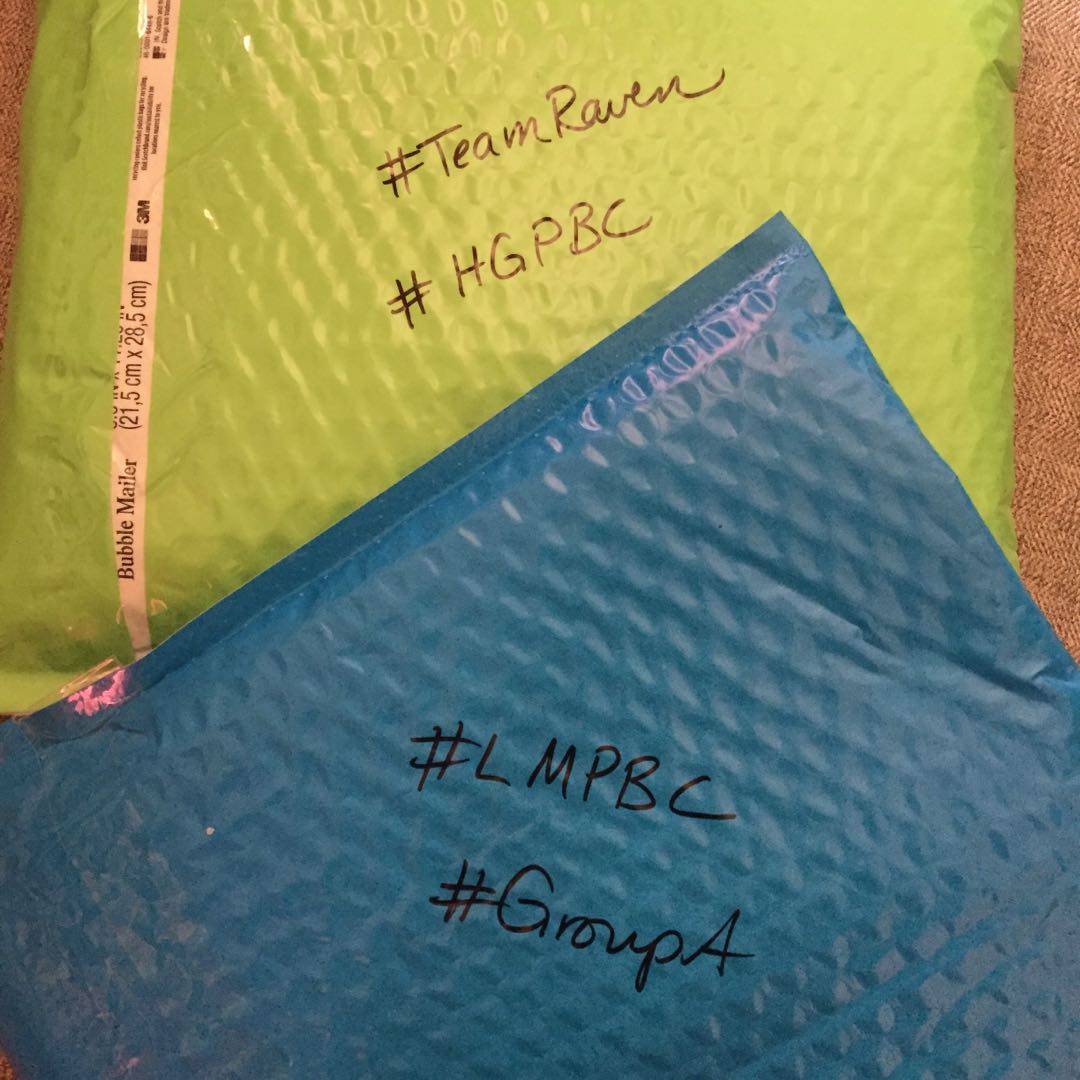 #TeamRaven
#HGPBC
3M
(21,5 cm x 28,5 cm)
Bubble Mailer
#LMPBC
#GroupA